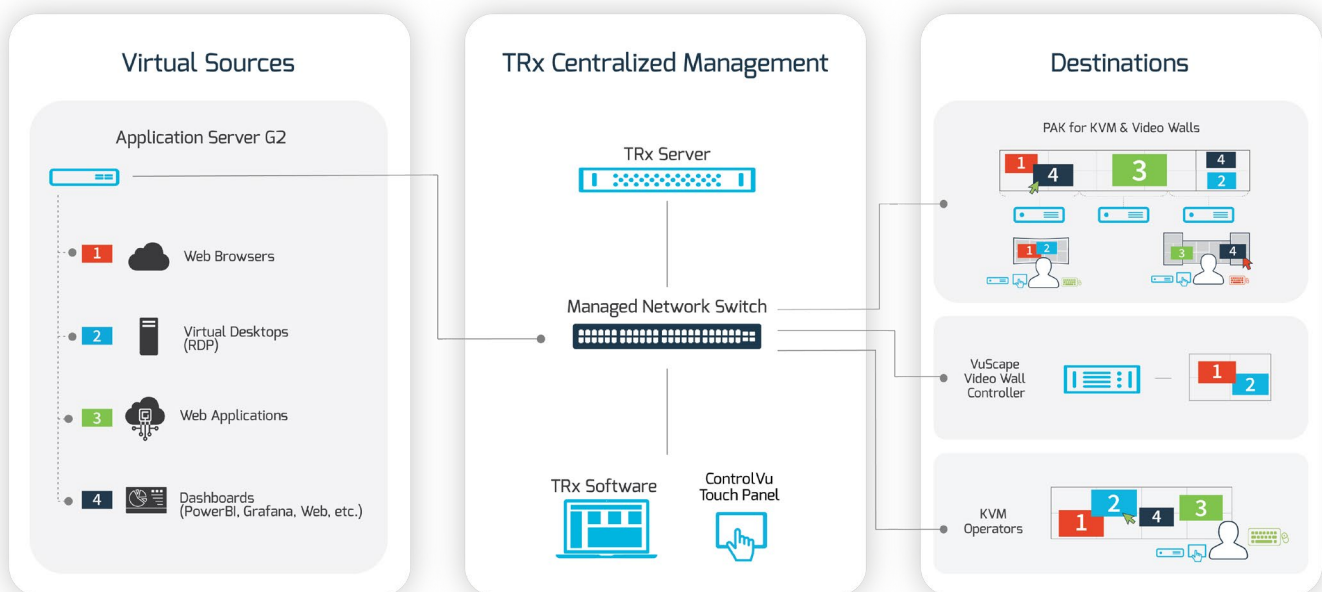 Virtual Sources
Application Server G2
1
Web Browsers
2
Virtual Desktops
(RDP)
3
Web Applications
4
Dashboards
(PowerBI, Grafana, Web, etc.)
TRx Centralized Management
TRx Server
Managed Network Switch
TRx Software
ControlVu
Touch Panel
Destinations
PAK for KVM & Video Walls
1
4
3
4
2
1
2
3
4
VuScape
Video Wall
Controller
1
2
KVM
Operators
1
2
4
3